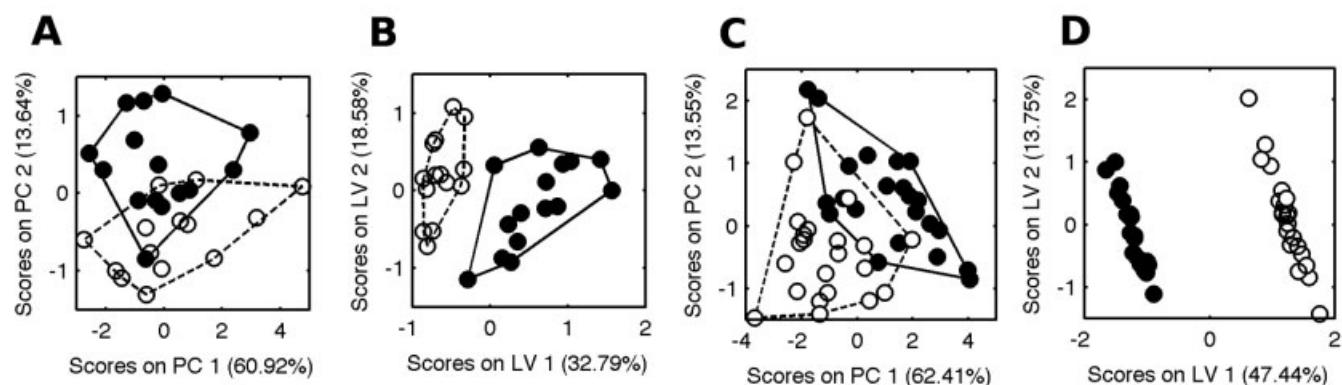 A
B
C
D
Scores on PC 2 (13.64%)
1
0
-1
-2
0
2
4
Scores on PC 1 (60.92%)
Scores on LV 2 (18.58%)
1
0
-1
-1
0
1
2
Scores on LV 1 (32.79%)
Scores on PC 2 (13.55%)
2
1
0
-1
-4
-2
0
2
4
Scores on PC 1 (62.41%)
Scores on LV 2 (13.75%)
2
1
0
-1
-2
0
2
Scores on LV 1 (47.44%)